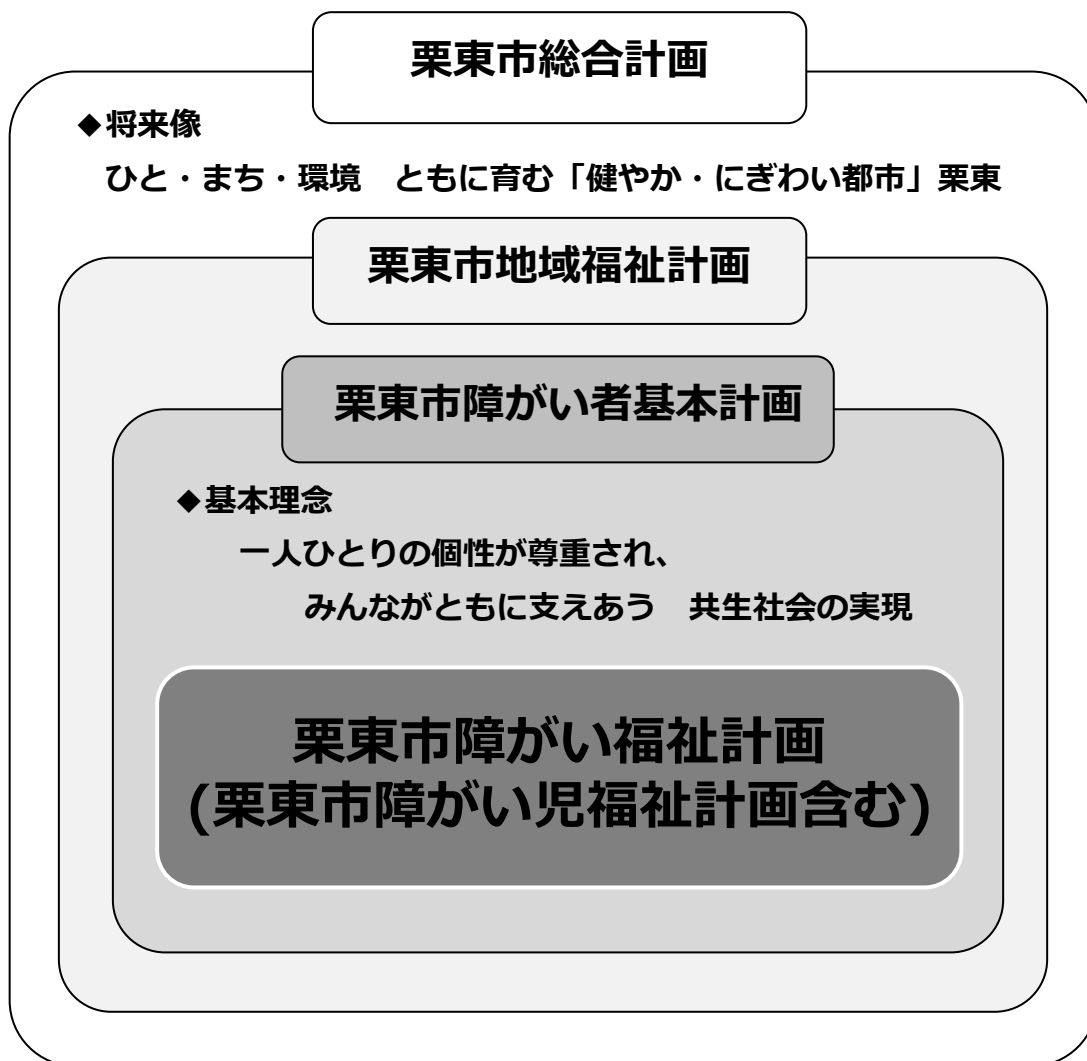 栗東市総合計画
◆将来像
ひと・まち・環境　ともに育む「健やか・にぎわい都市」栗東
栗東市地域福祉計画
栗東市障がい者基本計画
◆基本理念
一人ひとりの個性が尊重され、
みんながともに支えあう　共生社会の実現
栗東市障がい福祉計画
(栗東市障がい児福祉計画含む)